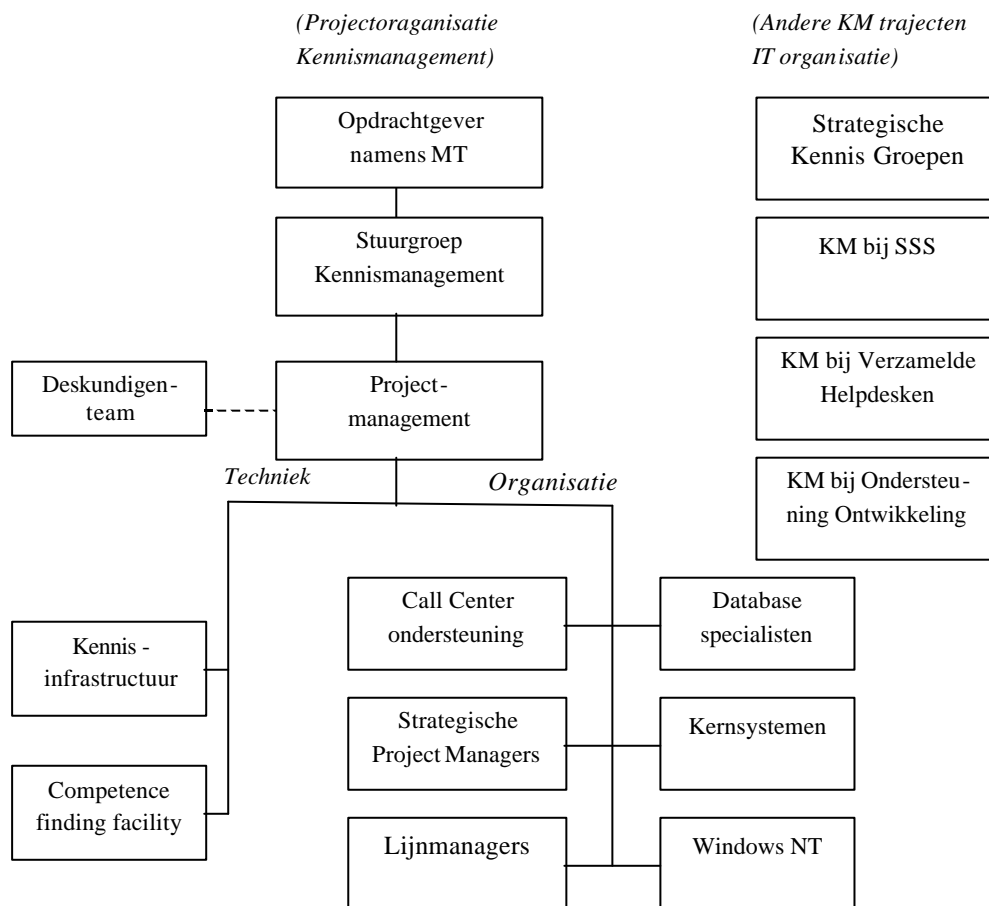 (Projectoraganisatie
Kennismanagement)
(Andere KM trajecten
IT organisatie)
Opdrachtgever
namens MT
Strategische
Kennis Groepen
Stuurgroep
Kennismanagement
KM bij SSS
Deskundigen-
team
Project-
management
KM bij Verzamelde
Helpdesken
Techniek
Organisatie
KM bij Ondersteu-
ning Ontwikkeling
Call Center
ondersteuning
Database
specialisten
Kennis -
infrastructuur
Strategische
Project Managers
Kernsystemen
Competence
finding facility
Lijnmanagers
Windows NT